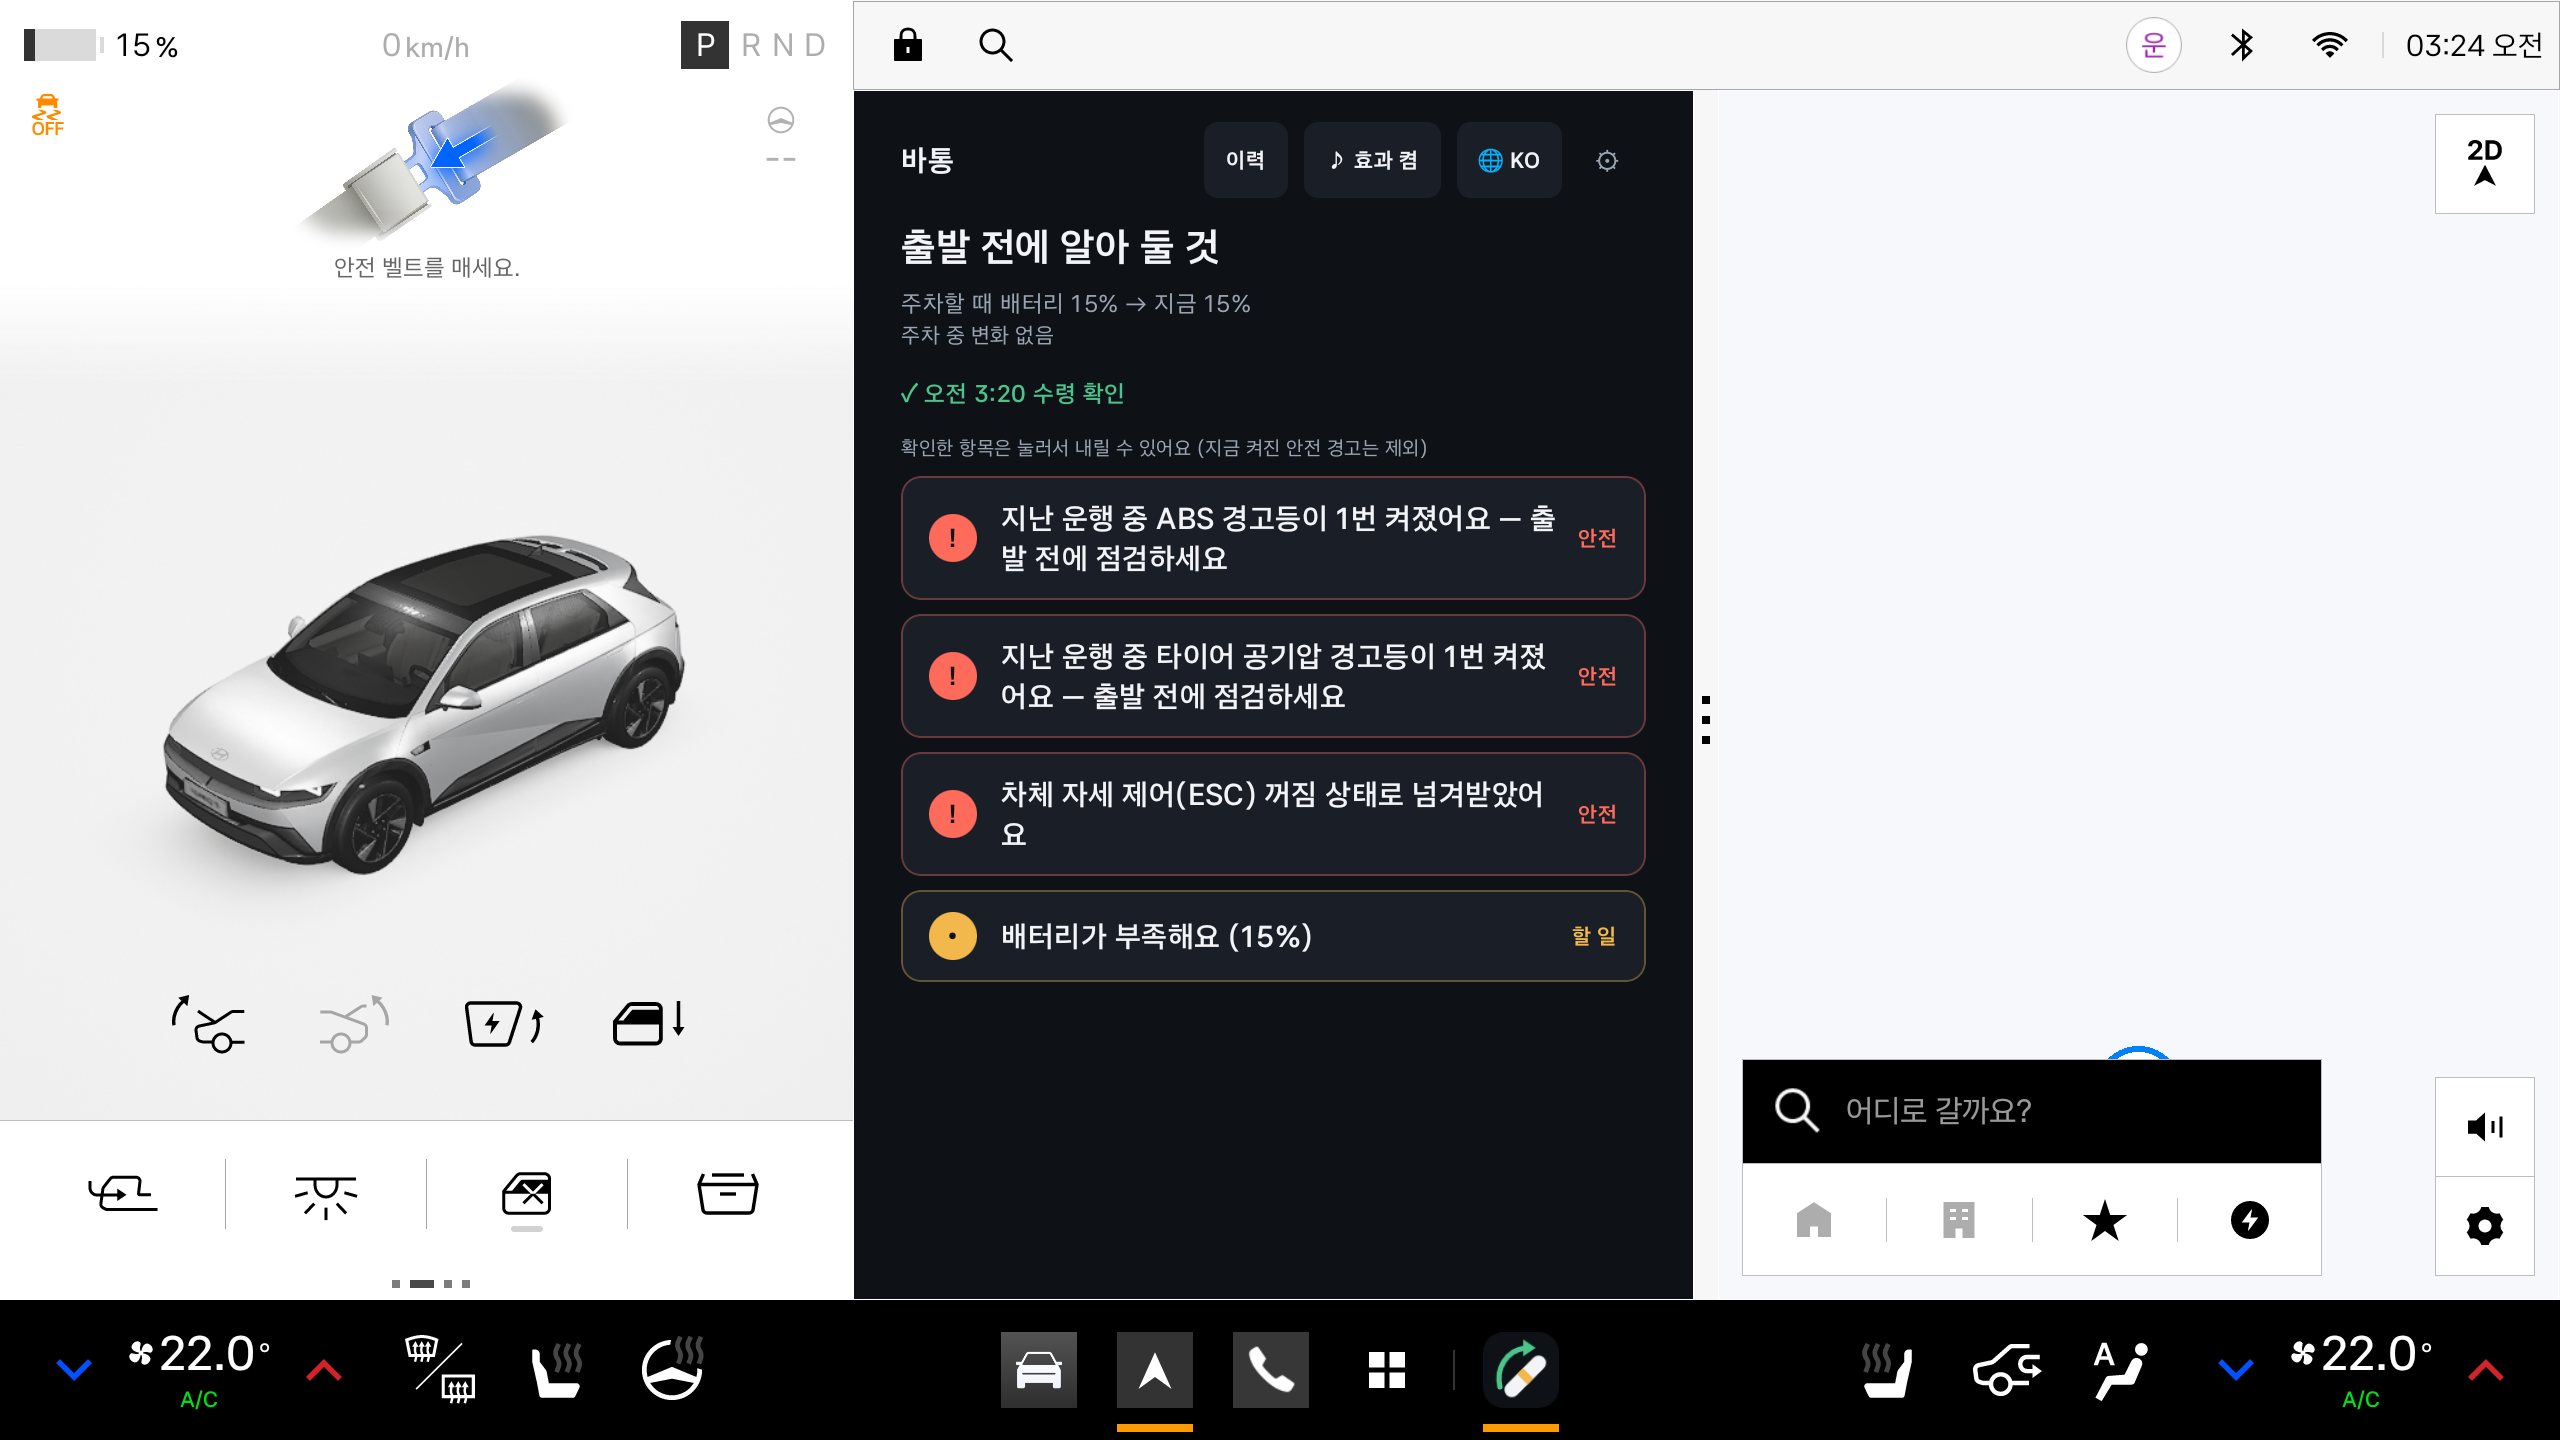 15%
0 km/h
P R N D
OFF
--
안전 벨트를 매세요.
운
03:24 오전
바통
이력
♪ 효과 켬
KO
출발 전에 알아 둘 것
주차할 때 배터리 15% → 지금 15%
주차 중 변화 없음
✓ 오전 3:20 수령 확인
확인한 항목은 눌러서 내릴 수 있어요 (지금 켜진 안전 경고는 제외)
! 지난 운행 중 ABS 경고등이 1번 켜졌어요 — 출
발 전에 점검하세요
안전
! 지난 운행 중 타이어 공기압 경고등이 1번 켜졌
어요 — 출발 전에 점검하세요
안전
! 차체 자세 제어(ESC) 꺼짐 상태로 넘겨받았어
요
안전
배터리가 부족해요 (15%)
할 일
2D
어디로 갈까요?
22.0°
A/C
A
22.0°
A/C